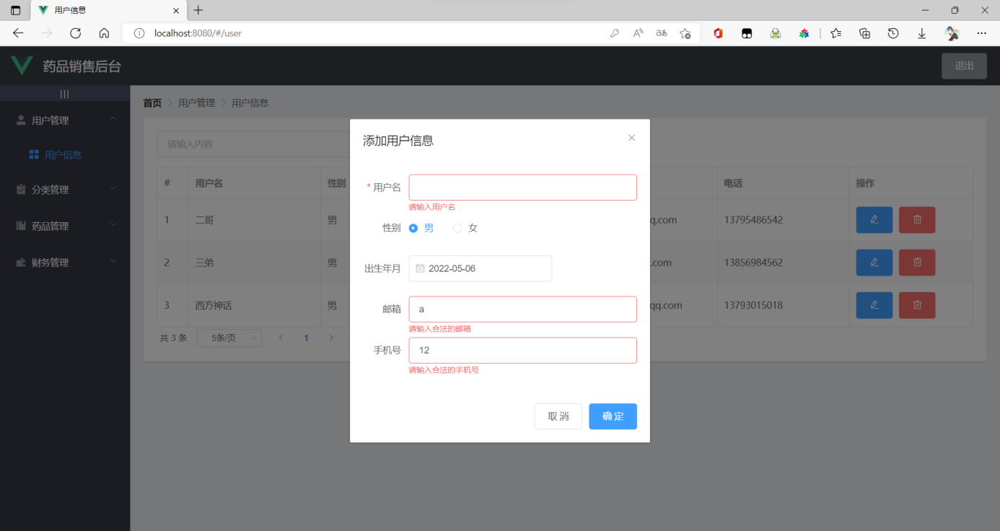 用户信息
localhost:8080/#/user
药品销售后台
退出
用户管理
用户信息
分类管理
药品管理
财务管理
首页 用户管理 用户信息
请输入内容
# 用户名 性别 电话 操作
1 二哥 男 q.com 13795486542
2 三弟 男 .com 13856984562
3 西方神话 男 qq.com 13793015018
共 3 条 5条/页 1
添加用户信息
* 用户名
请输入用户名
性别 男 女
出生年月 2022-05-06
邮箱 a
请输入合法的邮箱
手机号 12
请输入合法的手机号
取消 确定